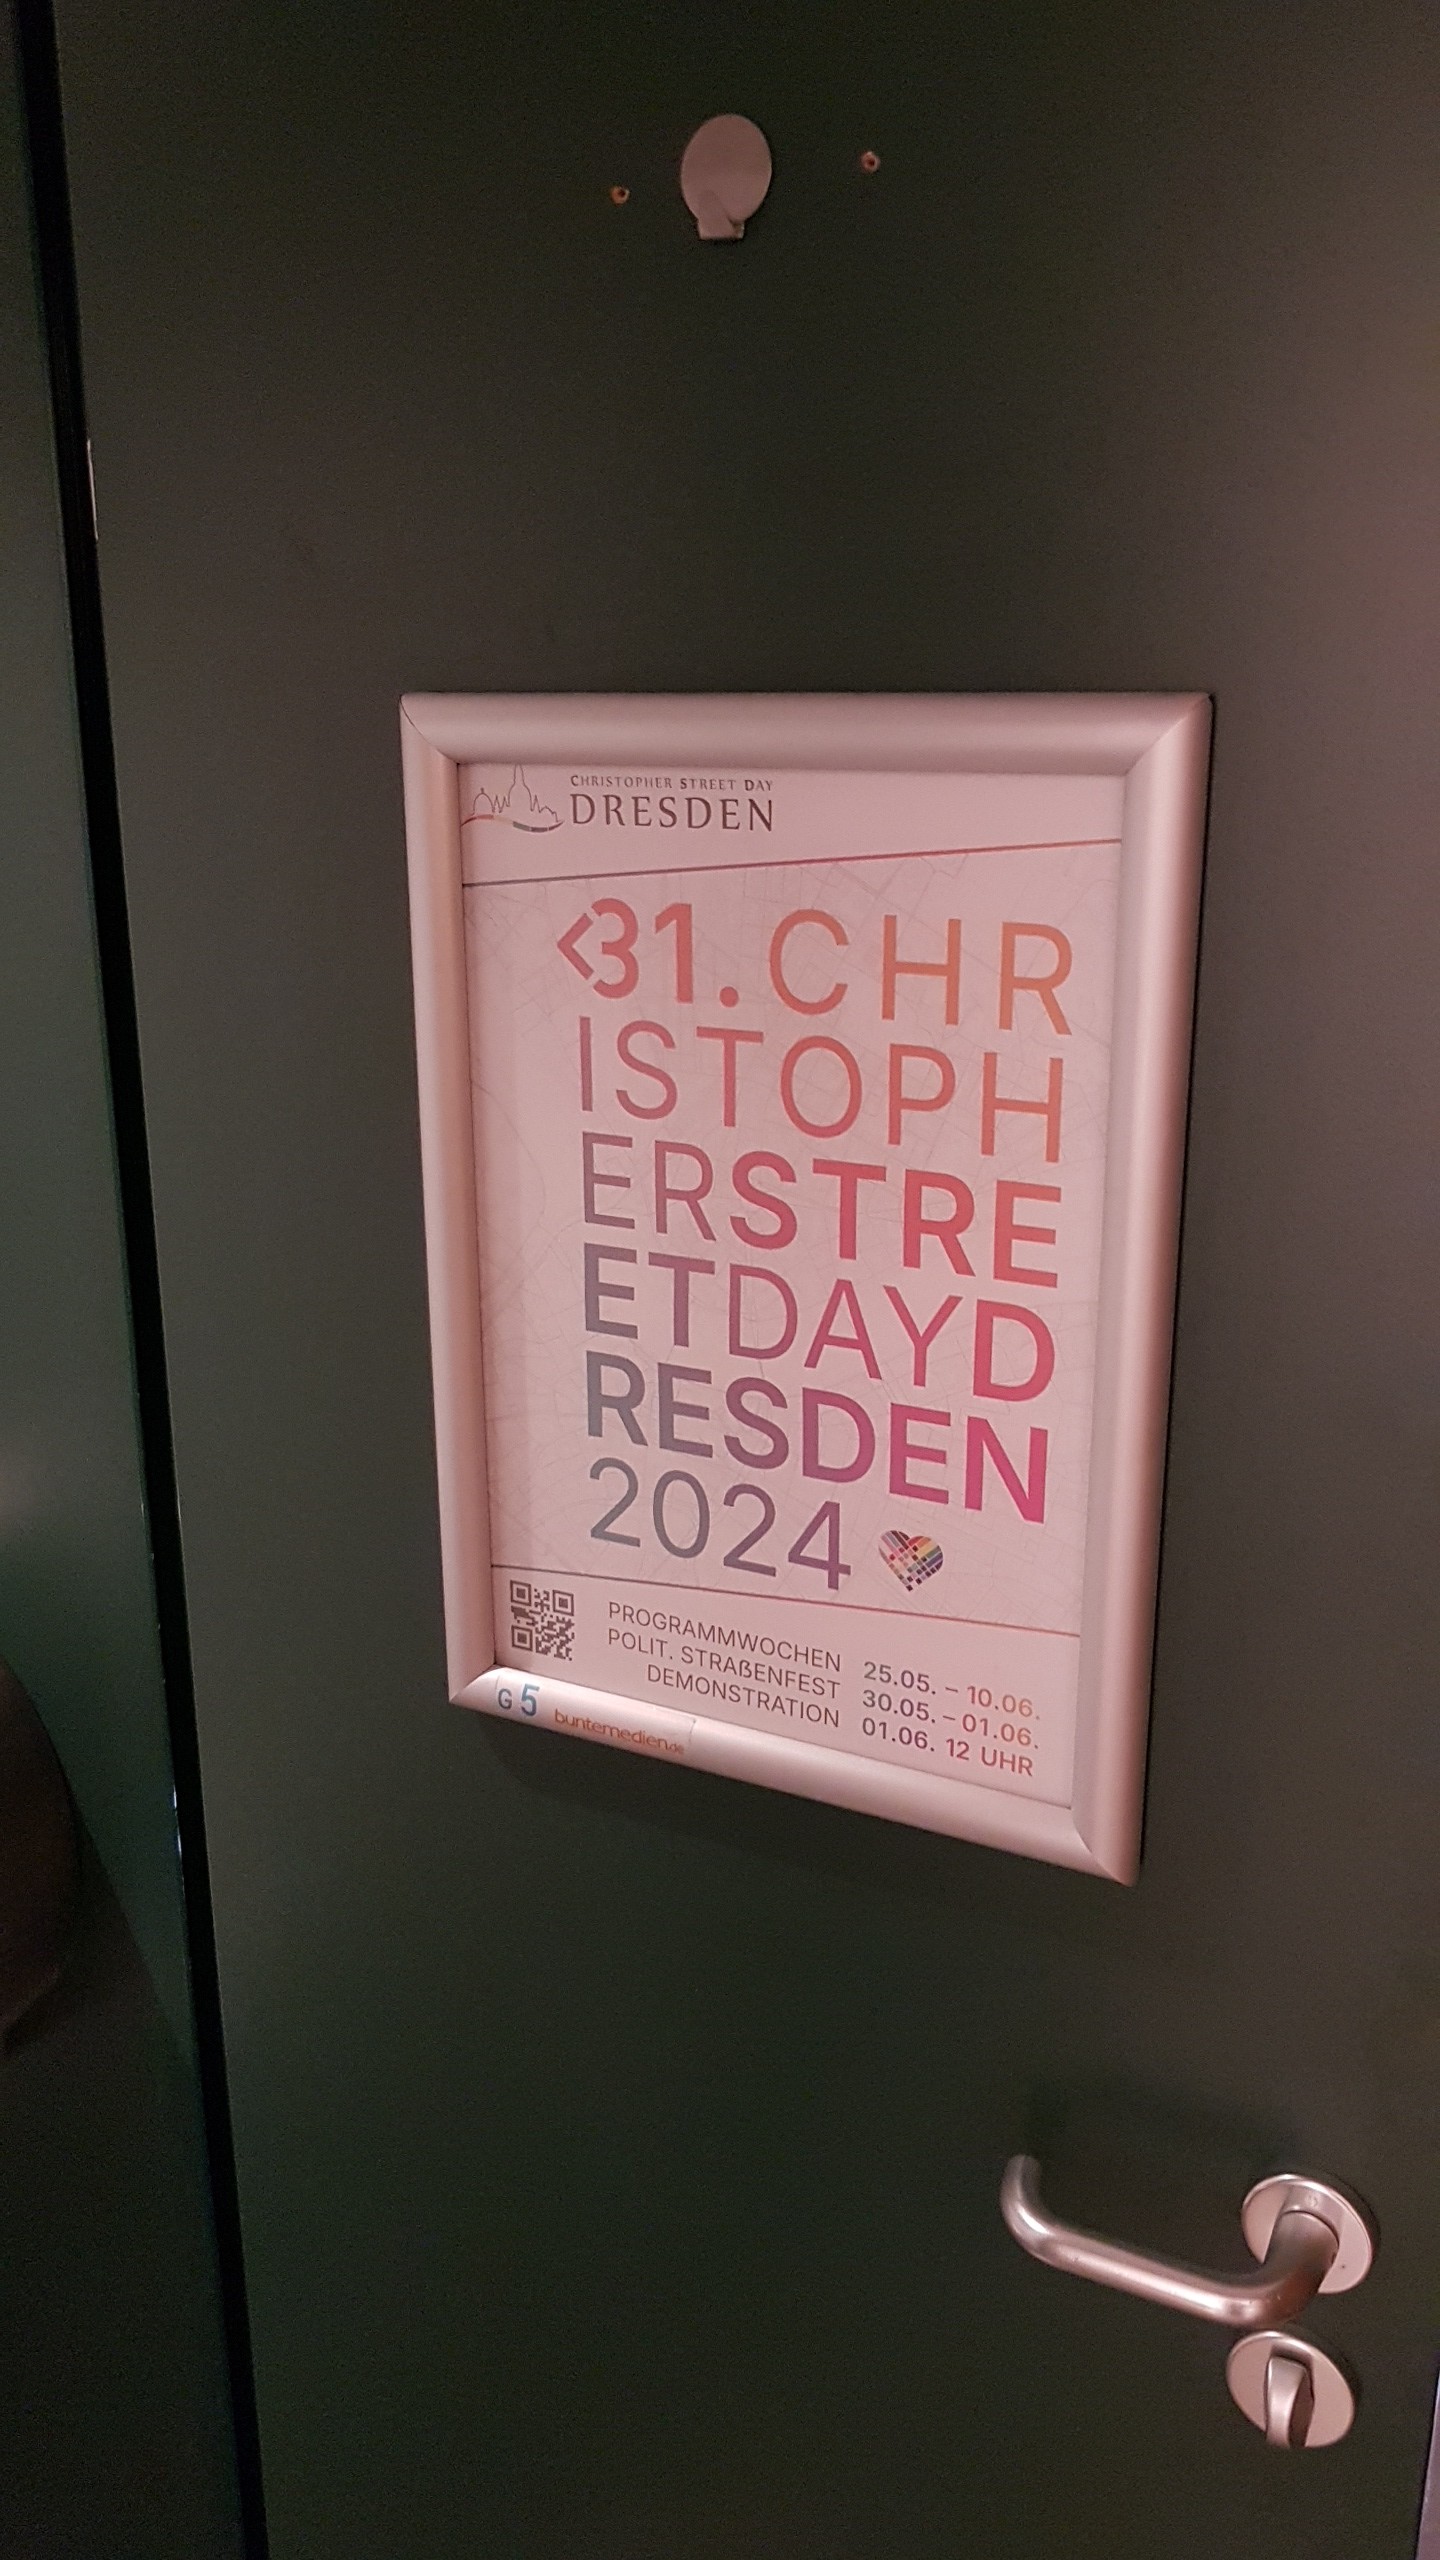 CHRISTOPHER STREET DAY
DRESDEN
<31. CHR
ISTOPH
ERSTRE
ETDAYD
RESDEN
2024
PROGRAMMWOCHEN 25.05. – 10.06.
POLIT. STRAßENFEST 30.05. – 01.06.
DEMONSTRATION 01.06. 12 UHR
G 5 buntemedien.de